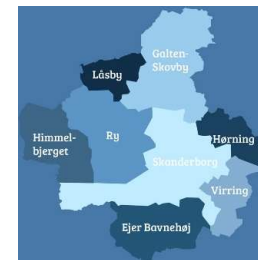 Galten-
Skovby
Låsby
Himmel-
bjerget
Ry
Hørning
Skanderborg
Virring
Ejer Bavnehøj